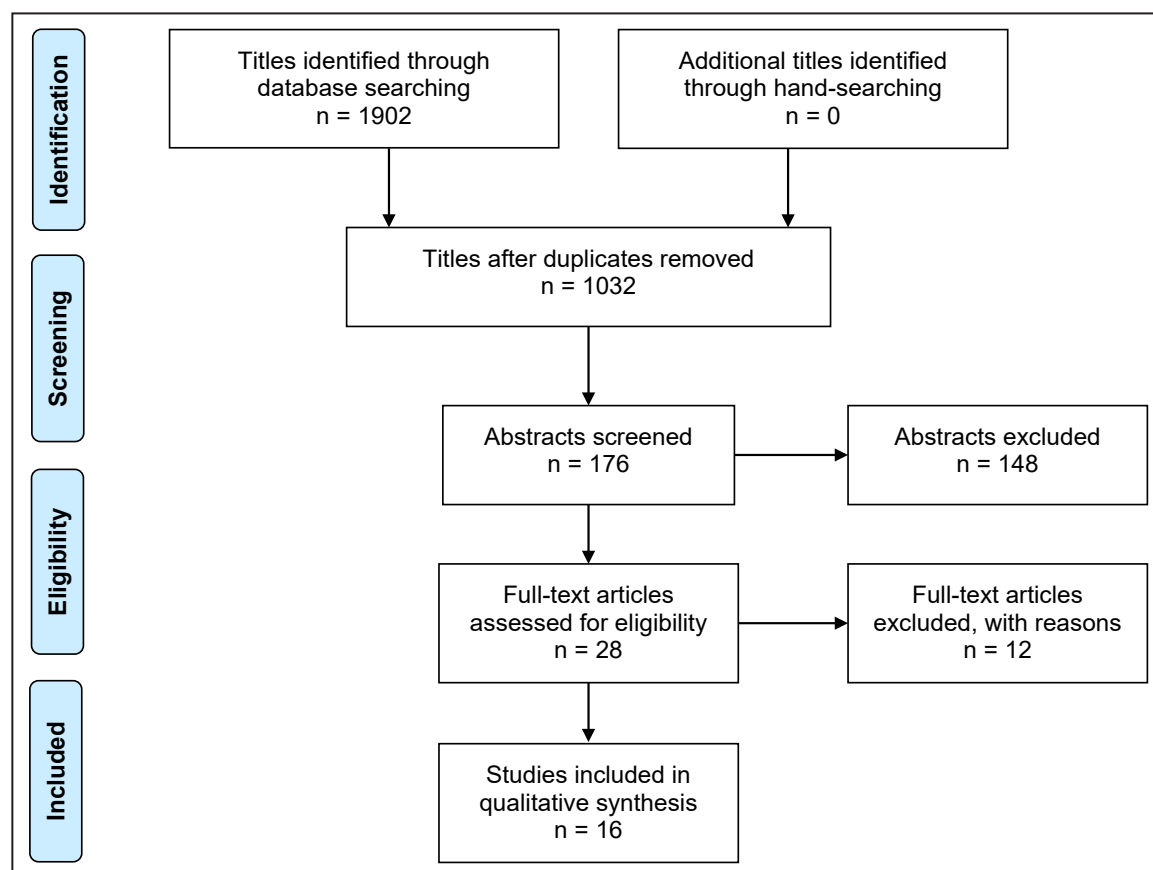 Identification
Titles identified through
database searching
n = 1902
Additional titles identified
through hand-searching
n = 0
Titles after duplicates removed
n = 1032
Screening
Abstracts screened
n = 176
Abstracts excluded
n = 148
Eligibility
Full-text articles
assessed for eligibility
n = 28
Full-text articles
excluded, with reasons
n = 12
Included
Studies included in
qualitative synthesis
n = 16